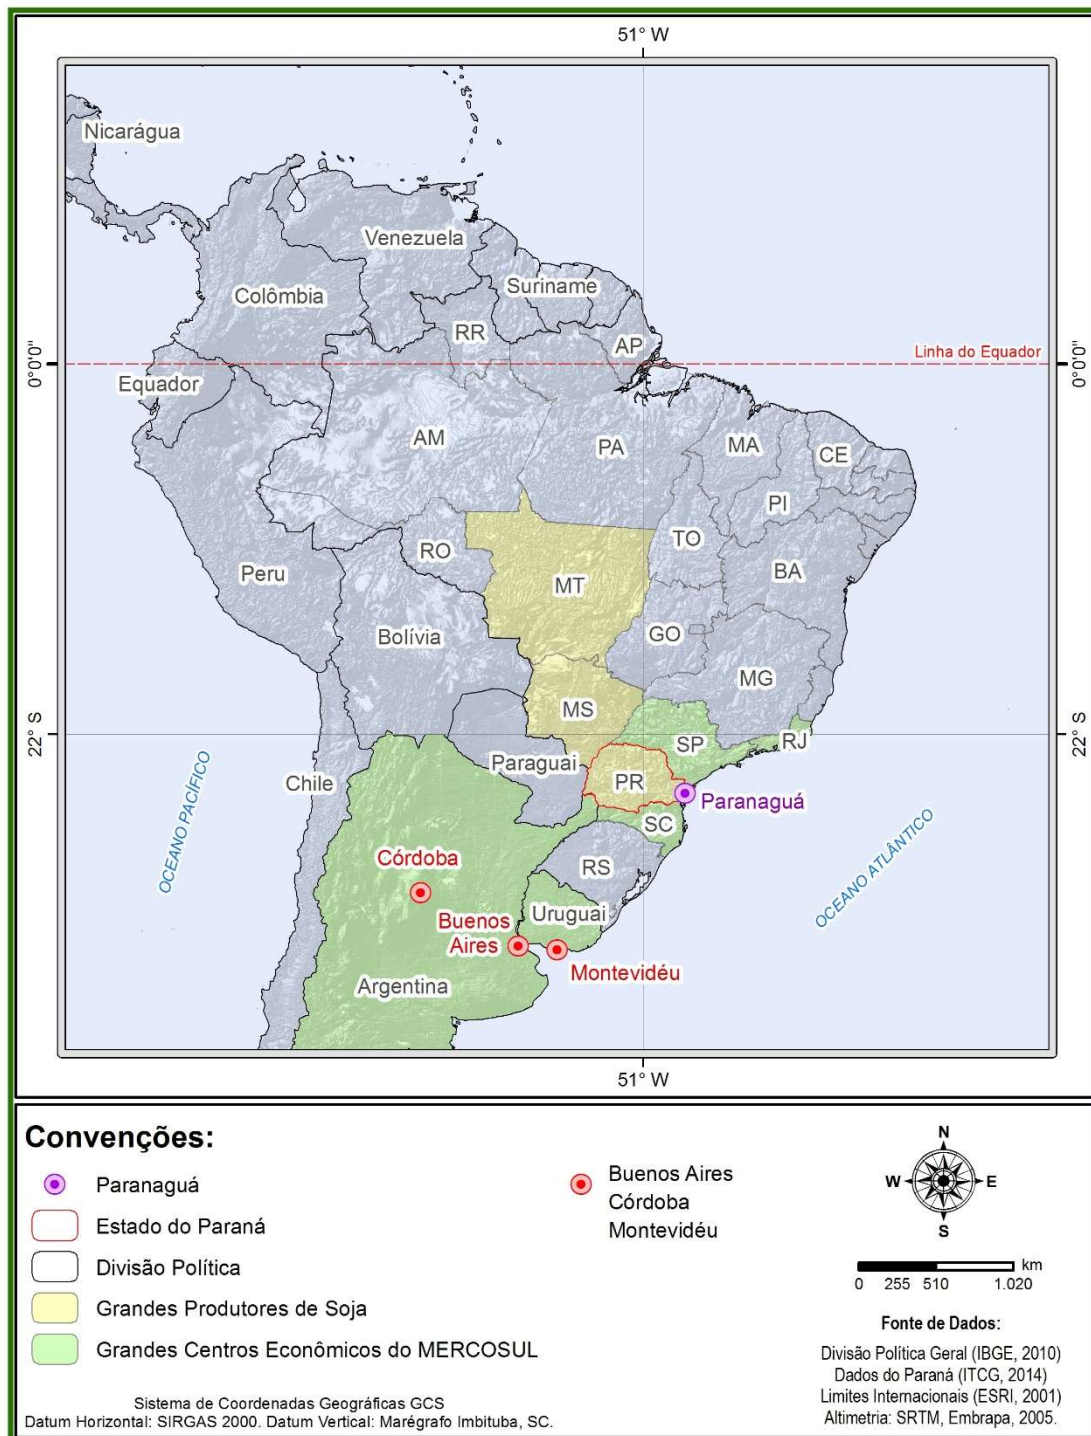 51° W
Nicarágua
Venezuela
Suriname
Colômbia
RR
AP
0°0'0"
Linha do Equador
0°0'0"
Equador
AM
PA
MA
CE
PI
RO
TO
BA
Peru
MT
GO
Bolívia
MG
MS
22° S
22° S
SP
RJ
Paraguai
Chile
PR
Paranaguá
OCEANO PACÍFICO
SC
Córdoba
RS
OCEANO ATLÂNTICO
Buenos
Aires
Uruguai
Montevidéu
Argentina
51° W
Convenções:
Paranaguá
Estado do Paraná
Divisão Política
Grandes Produtores de Soja
Grandes Centros Econômicos do MERCOSUL
Buenos Aires
Córdoba
Montevidéu
N
W
E
S
km
0 255 510 1.020
Fonte de Dados:
Divisão Política Geral (IBGE, 2010)
Dados do Paraná (ITCG, 2014)
Limites Internacionais (ESRI, 2001)
Altimetria: SRTM, Embrapa, 2005.
Sistema de Coordenadas Geográficas GCS
Datum Horizontal: SIRGAS 2000. Datum Vertical: Marégrafo Imbituba, SC.